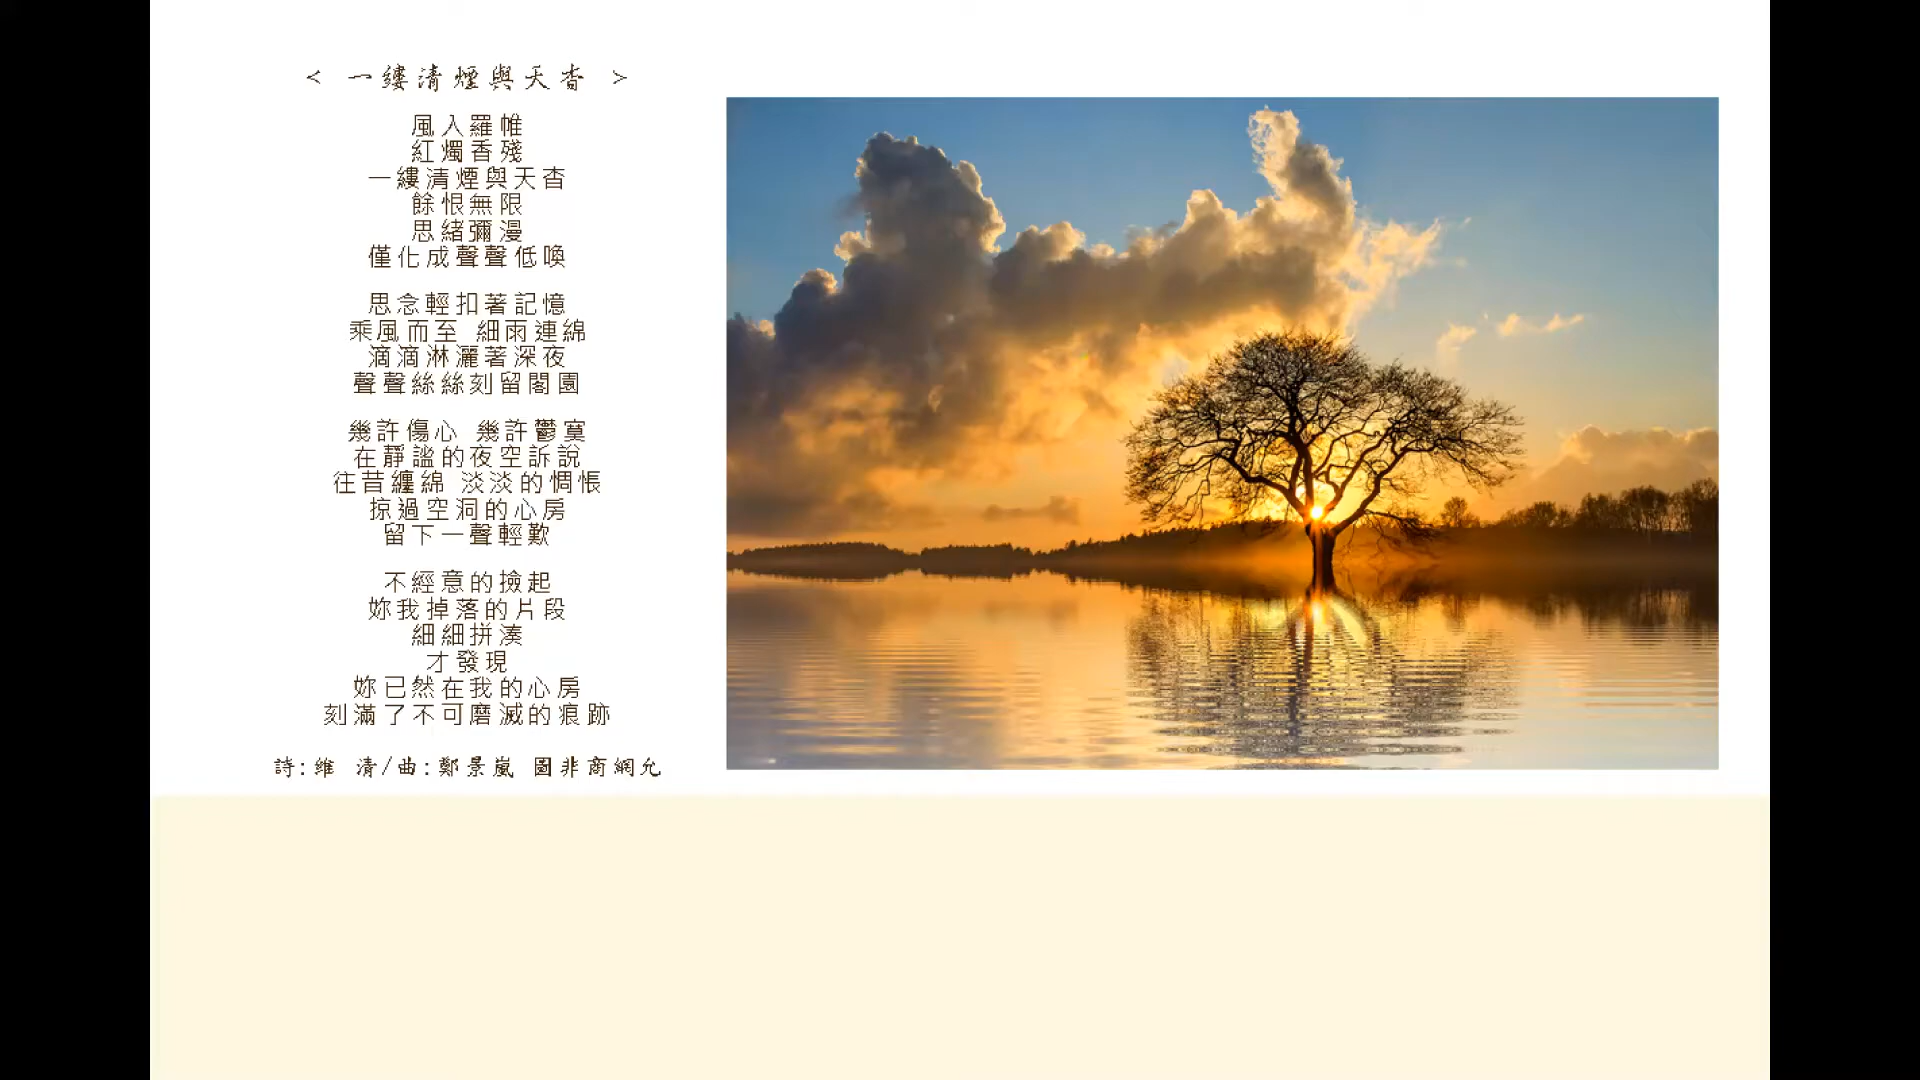 < 一縷清煙與天杳 >
風入羅帷
紅燭香殘
一縷清煙與天杳
餘恨無限
思緒彌漫
僅化成聲聲低喚
思念輕扣著記憶
乘風而至 細雨連綿
滴滴淋灑著深夜
聲聲絲絲刻留閣園
幾許傷心 幾許鬱寞
在靜謐的夜空訴說
往昔纏綿 淡淡的惆悵
掠過空洞的心房
留下一聲輕歎
不經意的撿起
妳我掉落的片段
細細拼湊
才發現
妳已然在我的心房
刻滿了不可磨滅的痕跡
詩:維 清/曲:鄭景嵐 圖非商網允